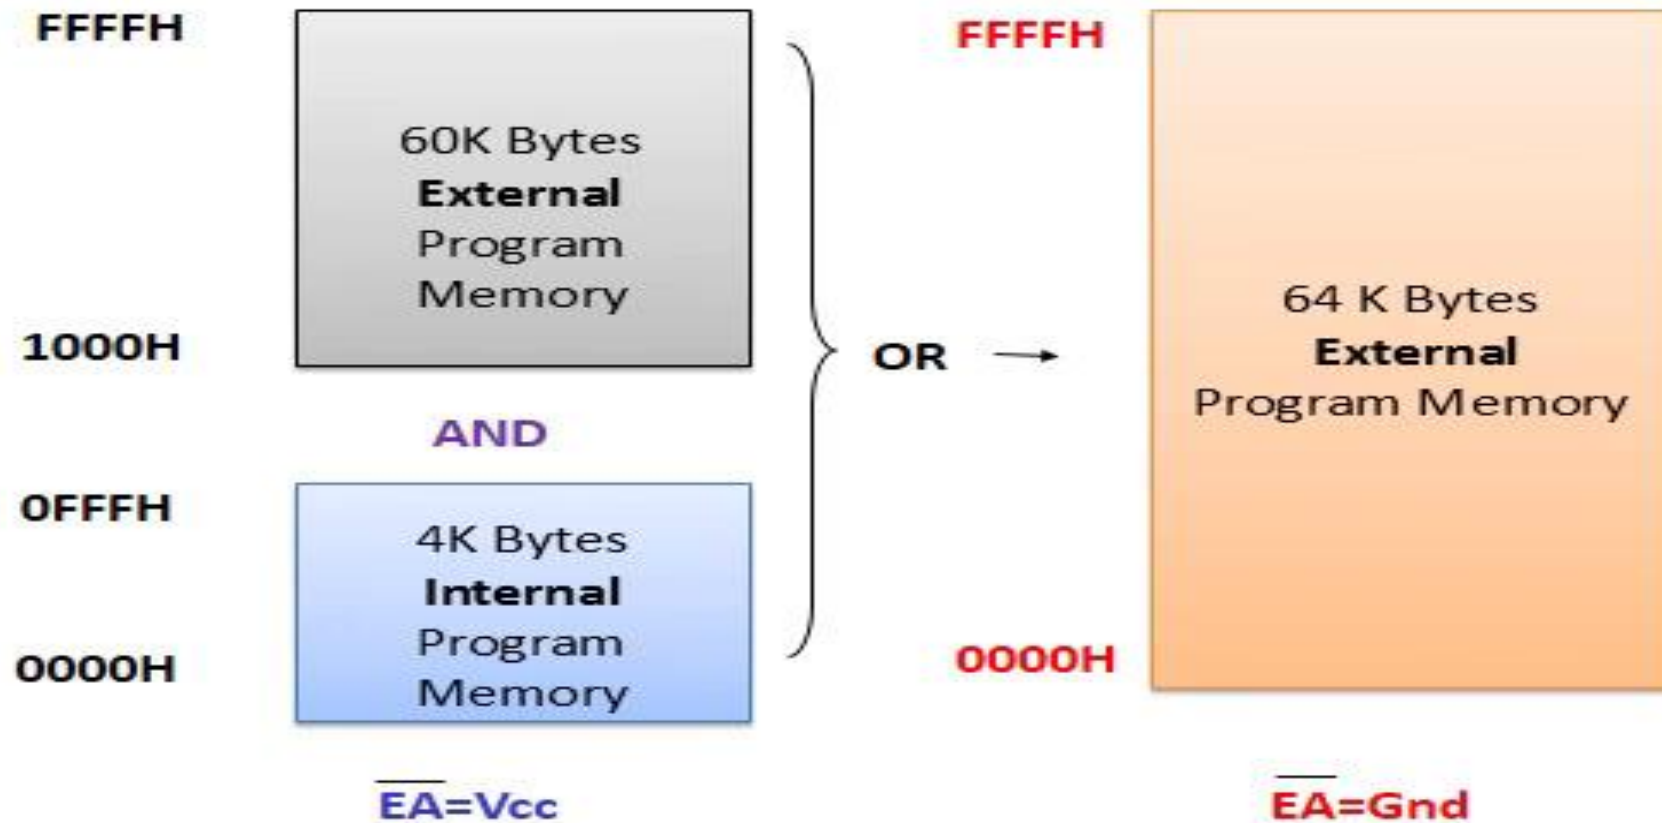 FFFFH
60K Bytes
External
Program
Memory
1000H
AND
0FFFH
4K Bytes
Internal
Program
Memory
0000H
EA=Vcc
OR
FFFFH
64 K Bytes
External
Program Memory
0000H
EA=Gnd